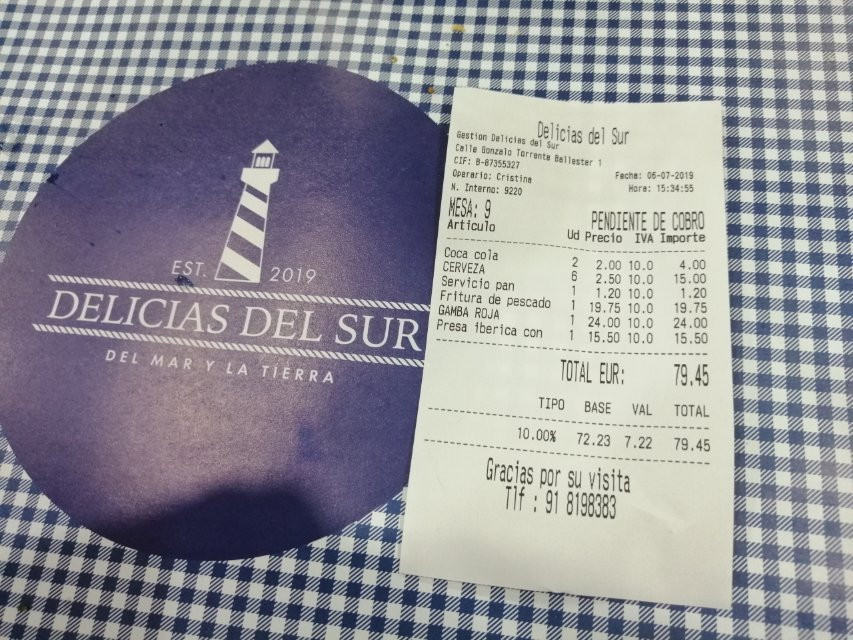 EST. 2019
DELICIAS DEL SUR
DEL MAR Y LA TIERRA
Delicias del Sur
Gestion Delicias del Sur
Calle Gonzalo Torrente Ballester 1
CIF: B-87355327
Operario: Cristina
N. Interno: 9220
Fecha: 06-07-2019
Hora: 15:34:55
MESA: 9 PENDIENTE DE COBRO
Articulo Ud Precio IVA Importe
Coca cola 2 2.00 10.0 4.00
CERVEZA 6 2.50 10.0 15.00
Servicio pan 1 1.20 10.0 1.20
Fritura de pescado 1 19.75 10.0 19.75
GAMBA ROJA 1 24.00 10.0 24.00
Presa iberica con 1 15.50 10.0 15.50
TOTAL EUR: 79.45
TIPO BASE VAL TOTAL
10.00% 72.23 7.22 79.45
Gracias por su visita
Tlf : 91 8198383